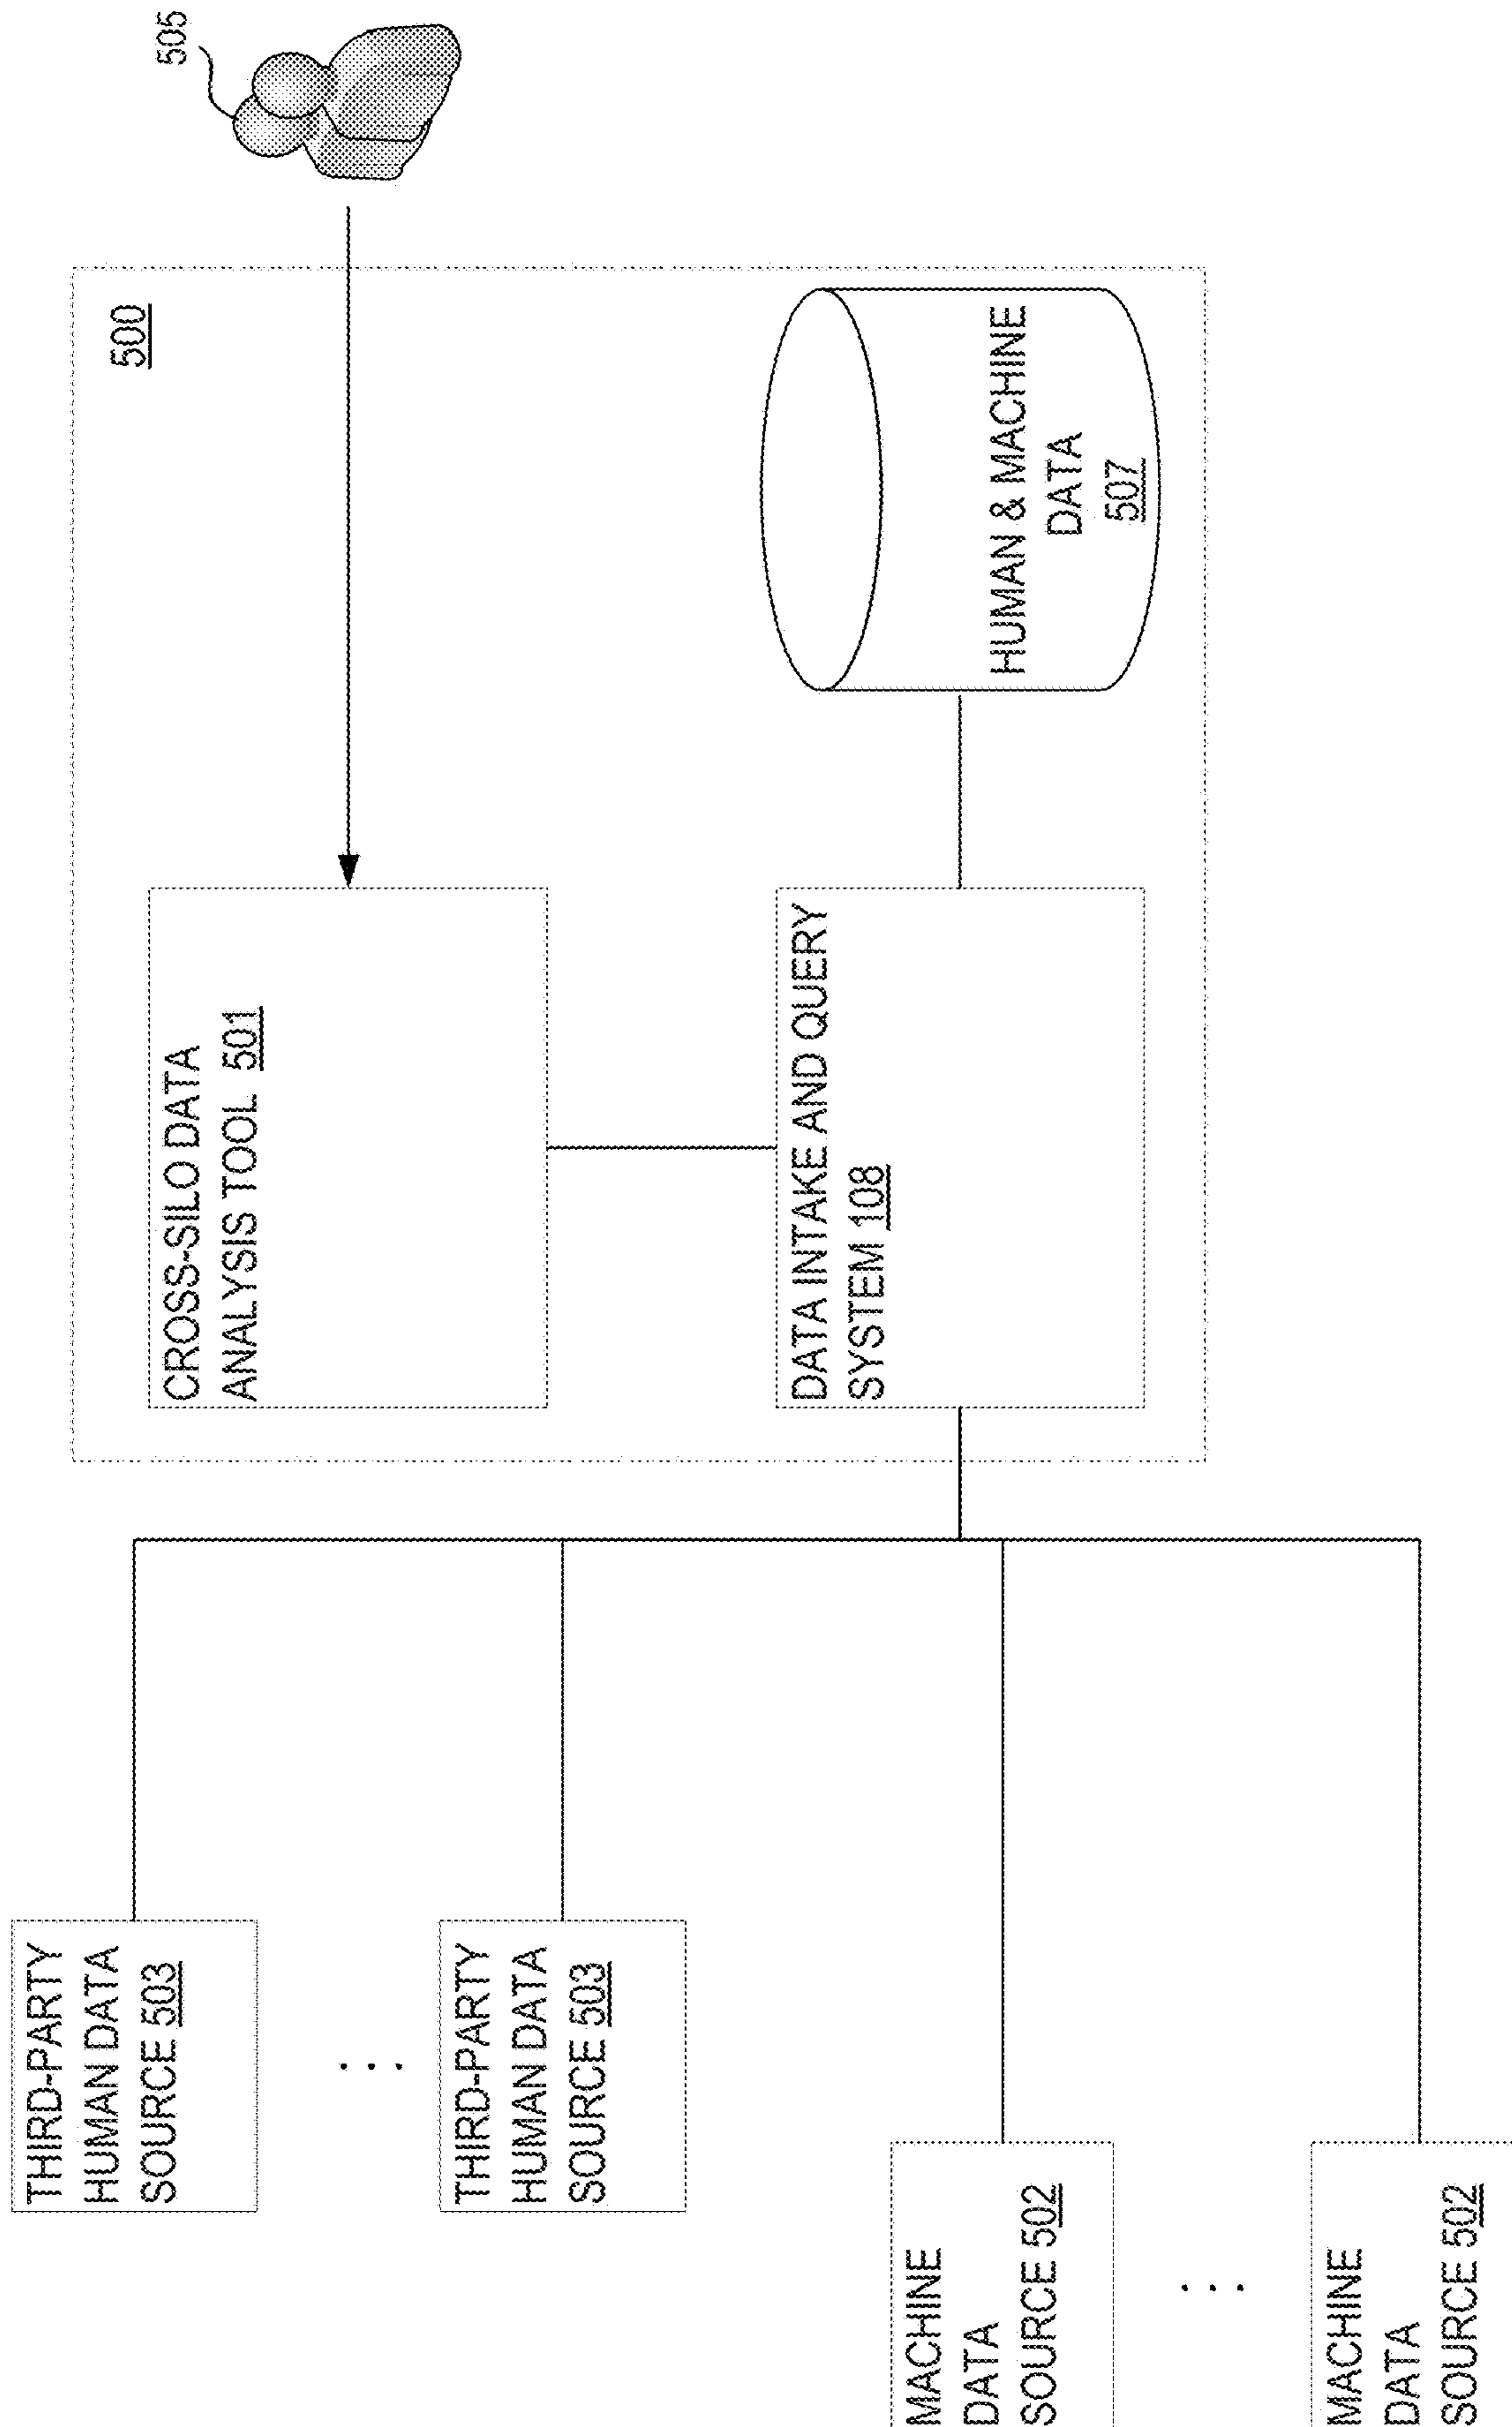 THIRD-PARTY
HUMAN DATA
SOURCE 503
. . .
THIRD-PARTY
HUMAN DATA
SOURCE 503
MACHINE
DATA
SOURCE 502
. . .
MACHINE
DATA
SOURCE 502
500
CROSS-SILO DATA
ANALYSIS TOOL 501
DATA INTAKE AND QUERY
SYSTEM 108
HUMAN & MACHINE
DATA
507
505